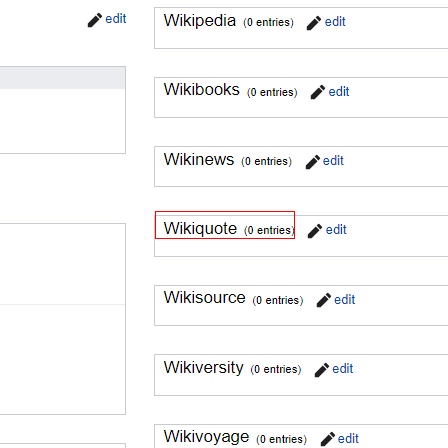 edit
Wikipedia (0 entries) edit
Wikibooks (0 entries) edit
Wikinews (0 entries) edit
Wikiquote (0 entries) edit
Wikisource (0 entries) edit
Wikiversity (0 entries) edit
Wikivoyage (0 entries) edit